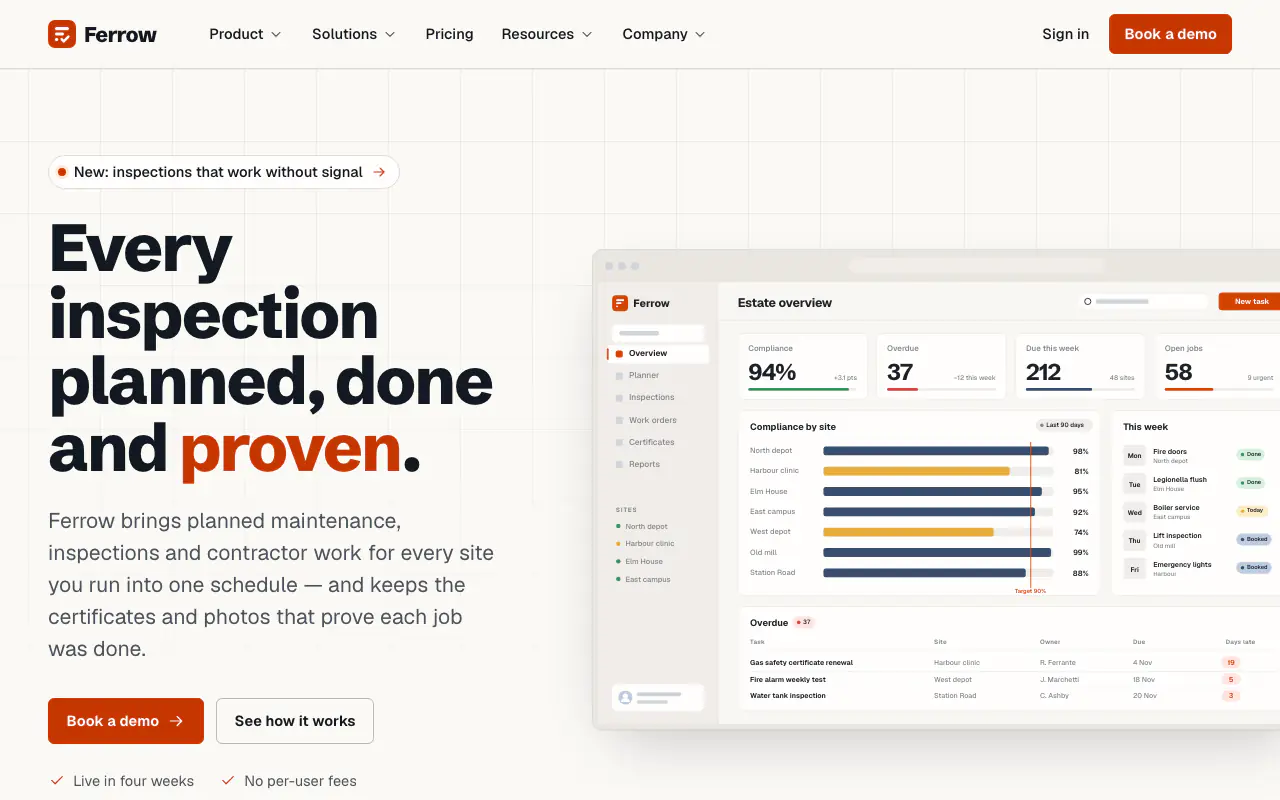 Ferrow
Product
Solutions
Pricing
Resources
Company
Sign in
Book a demo
New: inspections that work without signal
Every
inspection
planned, done
and proven.
Ferrow brings planned maintenance,
inspections and contractor work for every site
you run into one schedule — and keeps the
certificates and photos that prove each job
was done.
Book a demo
See how it works
Live in four weeks
No per-user fees
Ferrow
Overview
Planner
Inspections
Work orders
Certificates
Reports
SITES
North depot
Harbour clinic
Elm House
East campus
Estate overview
New task
Compliance
94%
+3.1 pts
Overdue
37
−12 this week
Due this week
212
48 sites
Open jobs
58
9 urgent
Compliance by site
Last 90 days
North depot 98%
Harbour clinic 81%
Elm House 95%
East campus 92%
West depot 74%
Old mill 99%
Station Road 88%
Target 90%
This week
Mon
Fire doors
North depot
Done
Tue
Legionella flush
Elm House
Done
Wed
Boiler service
East campus
Today
Thu
Lift inspection
Old mill
Booked
Fri
Emergency lights
Harbour
Booked
Overdue 37
Task Site Owner Due Days late
Gas safety certificate renewal Harbour clinic R. Ferrante 4 Nov 19
Fire alarm weekly test West depot J. Marchetti 18 Nov 5
Water tank inspection Station Road C. Ashby 20 Nov 3